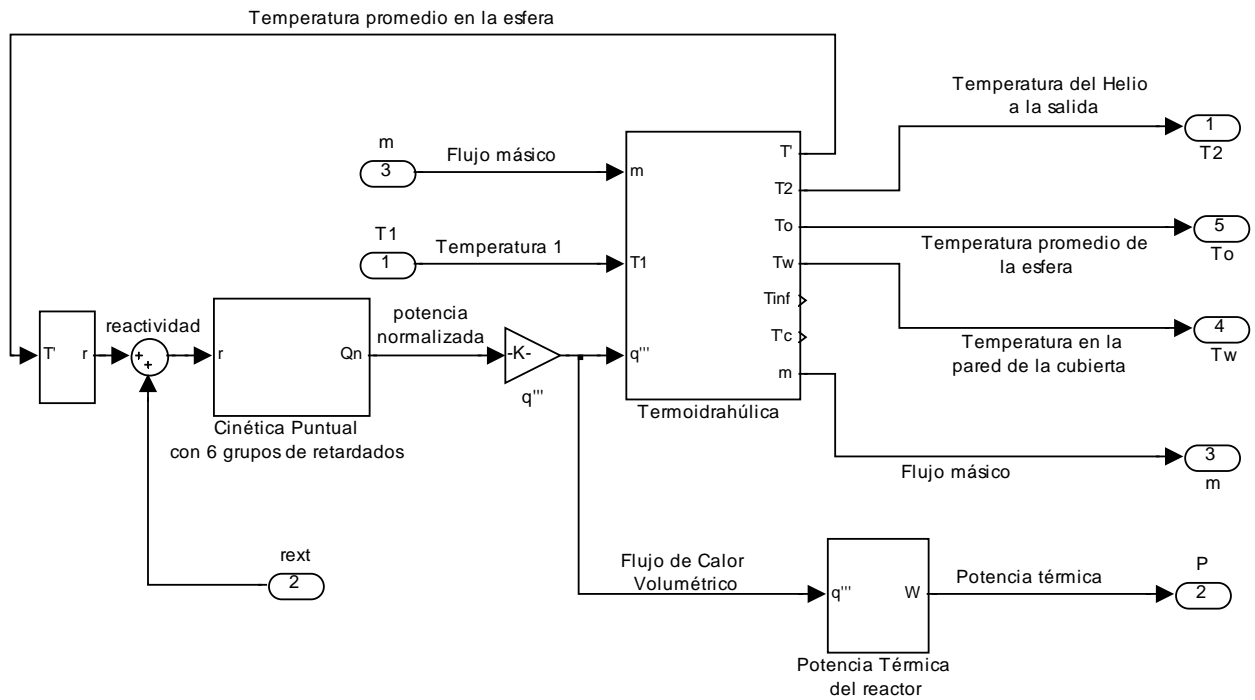 Temperatura promedio en la esfera
Temperatura del Helio
a la salida
1
T2
m
3
Flujo másico
m
T'
T2
To
Tw
Tinf
T'c
m
T1
q'''
Termoidrahúlica
T1
1
Temperatura 1
5
To
Temperatura promedio de
la esfera
4
Tw
Temperatura en la
pared de la cubierta
T'
r
reactividad
+
+
r
Qn
Cinética Puntual
con 6 grupos de retardados
potencia
normalizada
-K-
q'''
Flujo másico
3
m
rext
2
Flujo de Calor
Volumétrico
q'''
W
Potencia Térmica
del reactor
Potencia térmica
P
2